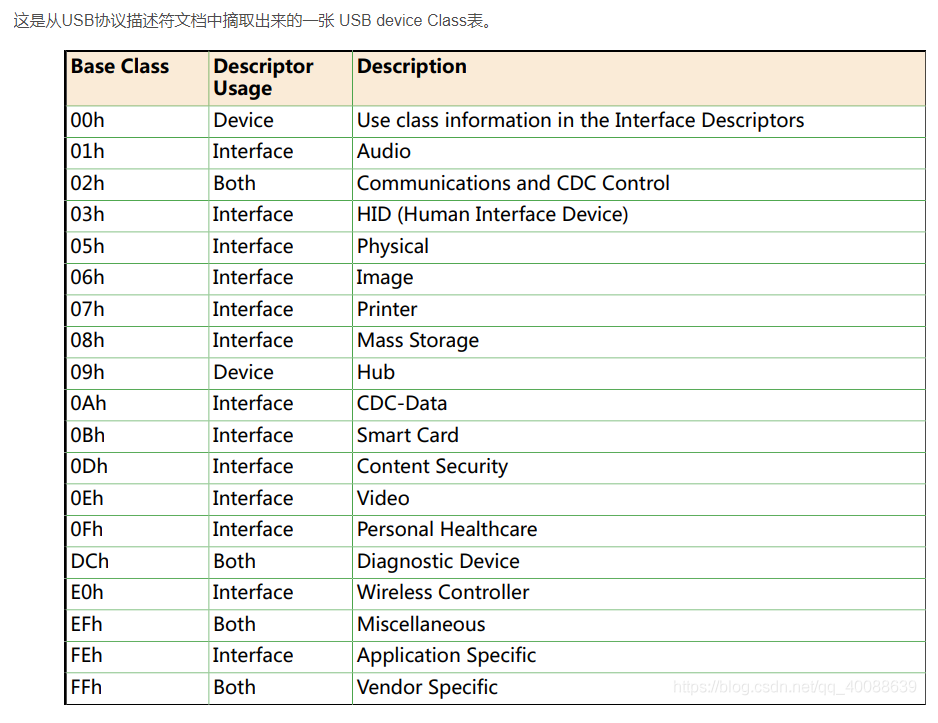 这是从USB协议描述符文档中摘取出来的一张 USB device Class表。
Base Class Descriptor Usage Description
00h Device Use class information in the Interface Descriptors
01h Interface Audio
02h Both Communications and CDC Control
03h Interface HID (Human Interface Device)
05h Interface Physical
06h Interface Image
07h Interface Printer
08h Interface Mass Storage
09h Device Hub
0Ah Interface CDC-Data
0Bh Interface Smart Card
0Dh Interface Content Security
0Eh Interface Video
0Fh Interface Personal Healthcare
DCh Both Diagnostic Device
E0h Interface Wireless Controller
EFh Both Miscellaneous
FEh Interface Application Specific
FFh Both Vendor Specific
https://blog.csdn.net/qq_40088639